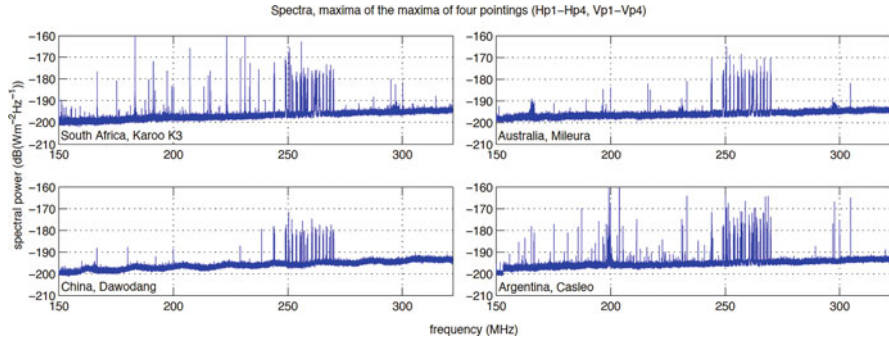 Spectra, maxima of the maxima of four pointings (Hp1−Hp4, Vp1−Vp4)
spectral power (dB(Wm⁻²Hz⁻¹))
−160
−170
−180
−190
−200
−210
South Africa, Karoo K3
150 200 250 300
−160
−170
−180
−190
−200
−210
Australia, Mileura
150 200 250 300
−160
−170
−180
−190
−200
−210
China, Dawodang
150 200 250 300
−160
−170
−180
−190
−200
−210
Argentina, Casleo
150 200 250 300
frequency (MHz)